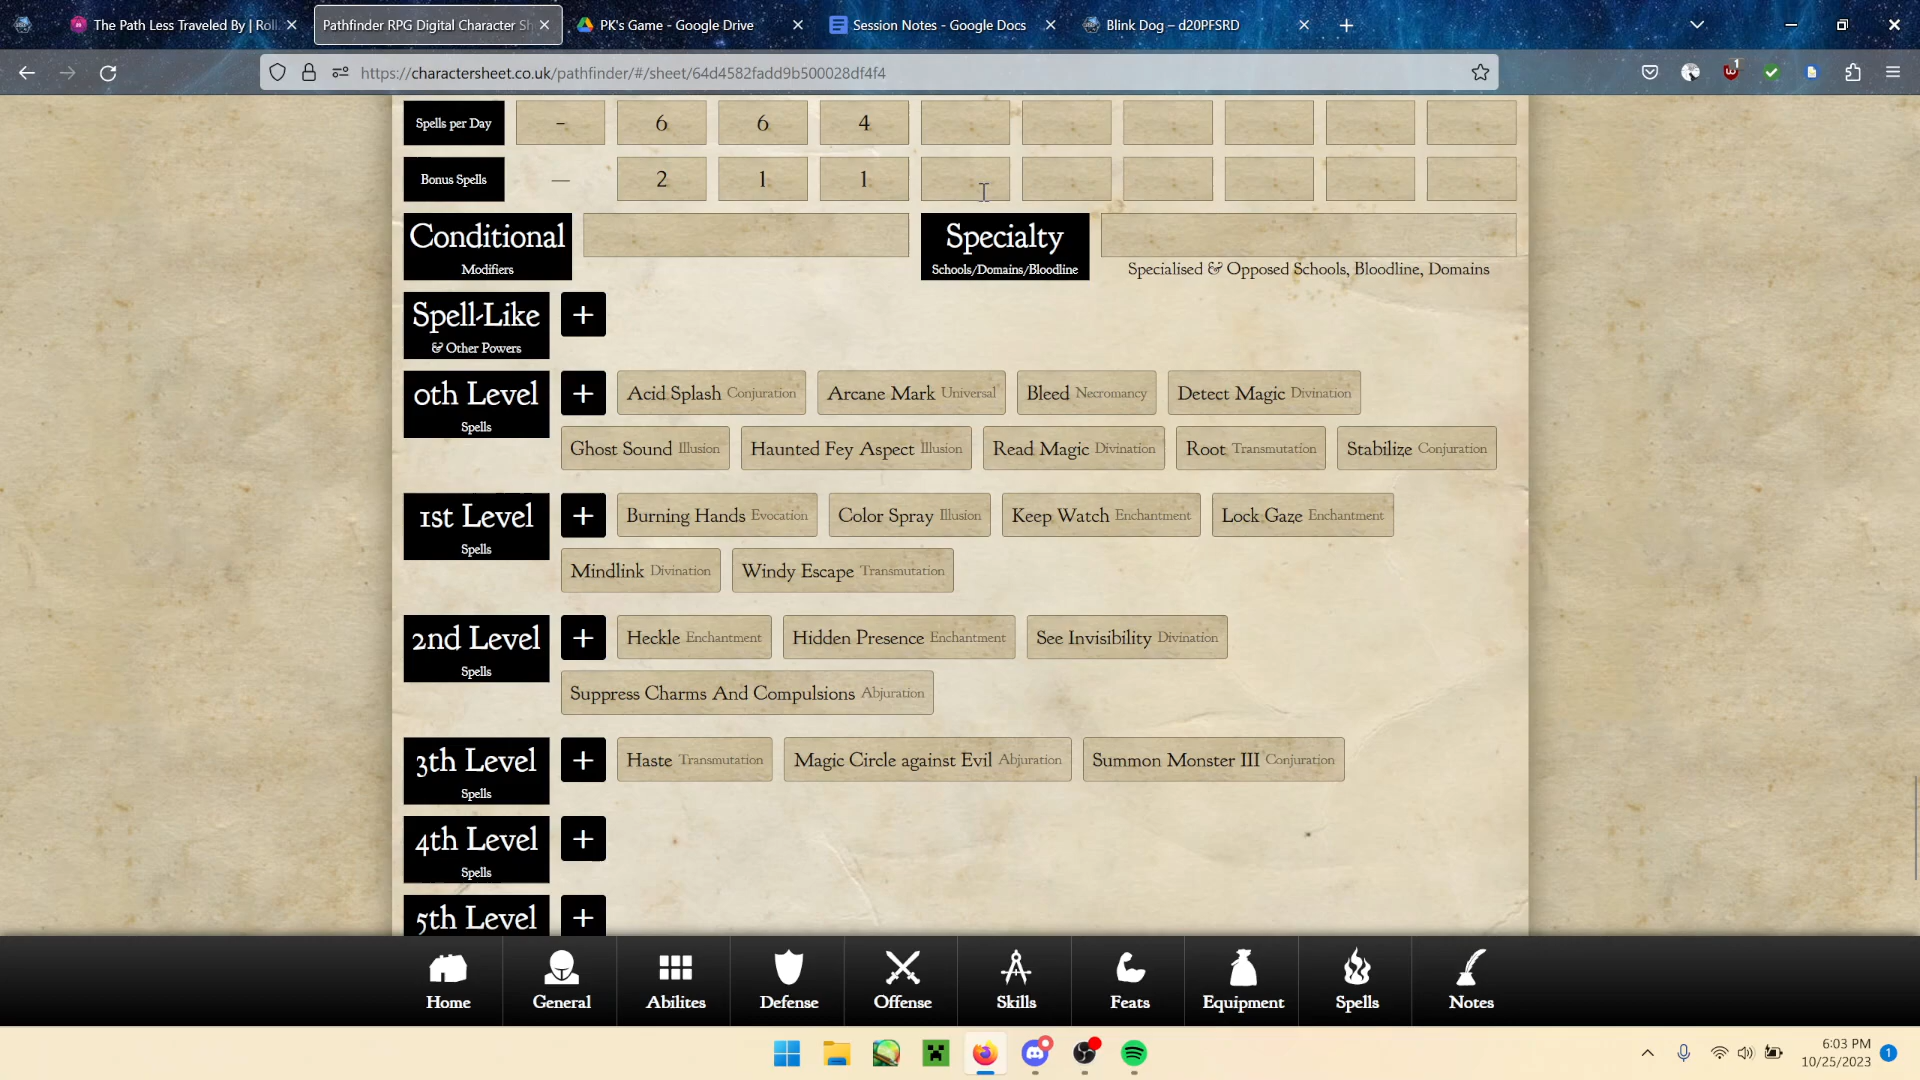 The Path Less Traveled By | Roll
Pathfinder RPG Digital Character Sh
PK's Game - Google Drive
Session Notes - Google Docs
Blink Dog – d20PFSRD
https://charactersheet.co.uk/pathfinder/#/sheet/64d4582fadd9b500028df4f4
1
Spells per Day - 6 6 4
Bonus Spells — 2 1 1
Conditional Specialty
Modifiers Schools/Domains/Bloodline Specialised & Opposed Schools, Bloodline, Domains
Spell-Like +
& Other Powers
0th Level + Acid Splash Conjuration Arcane Mark Universal Bleed Necromancy Detect Magic Divination
Spells
Ghost Sound Illusion Haunted Fey Aspect Illusion Read Magic Divination Root Transmutation Stabilize Conjuration
1st Level + Burning Hands Evocation Color Spray Illusion Keep Watch Enchantment Lock Gaze Enchantment
Spells
Mindlink Divination Windy Escape Transmutation
2nd Level + Heckle Enchantment Hidden Presence Enchantment See Invisibility Divination
Spells
Suppress Charms And Compulsions Abjuration
3th Level + Haste Transmutation Magic Circle against Evil Abjuration Summon Monster III Conjuration
Spells
4th Level +
Spells
5th Level +
Home General Abilites Defense Offense Skills Feats Equipment Spells Notes
6:03 PM
10/25/2023
1